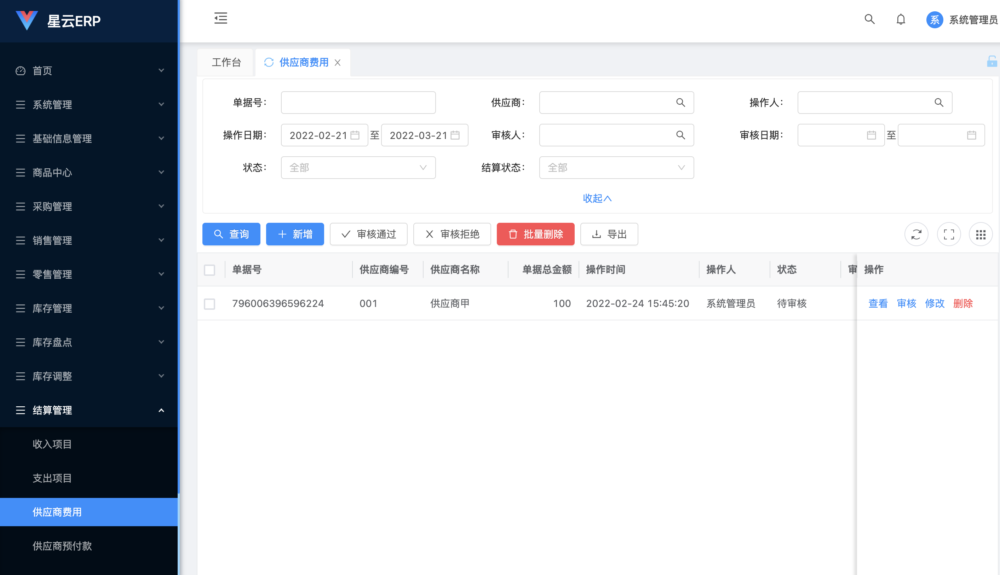 星云ERP
系 系统管理员
首页
系统管理
基础信息管理
商品中心
采购管理
销售管理
零售管理
库存管理
库存盘点
库存调整
结算管理
收入项目
支出项目
供应商费用
供应商预付款
工作台 供应商费用
单据号： 供应商： 操作人：
操作日期： 2022-02-21 至 2022-03-21 审核人： 审核日期： 至
状态： 全部 结算状态： 全部
收起
查询 新增 审核通过 审核拒绝 批量删除 导出
单据号 供应商编号 供应商名称 单据总金额 操作时间 操作人 状态 审 操作
796006396596224 001 供应商甲 100 2022-02-24 15:45:20 系统管理员 待审核 查看 审核 修改 删除